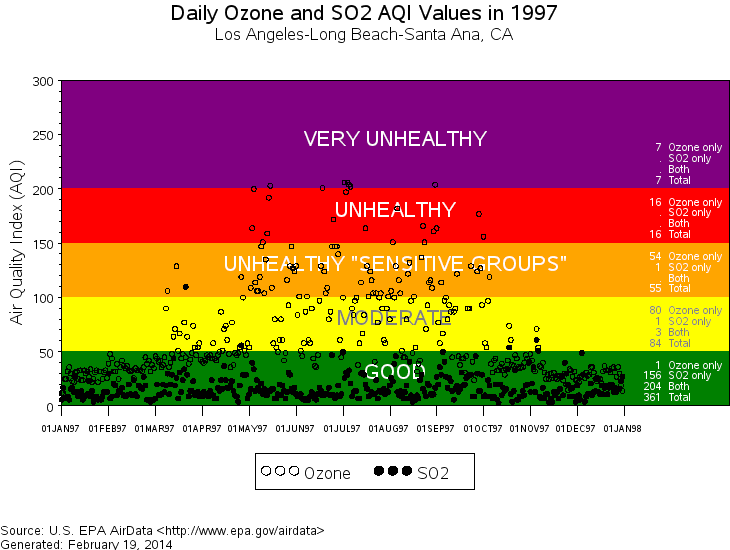 Daily Ozone and SO2 AQI Values in 1997
Los Angeles-Long Beach-Santa Ana, CA
Air Quality Index (AQI)
300
250
200
150
100
50
0
VERY UNHEALTHY
7 Ozone only
. SO2 only
. Both
7 Total
UNHEALTHY
16 Ozone only
. SO2 only
. Both
16 Total
UNHEALTHY "SENSITIVE GROUPS"
54 Ozone only
1 SO2 only
. Both
55 Total
MODERATE
80 Ozone only
1 SO2 only
3 Both
84 Total
GOOD
1 Ozone only
156 SO2 only
204 Both
361 Total
01JAN97 01FEB97 01MAR97 01APR97 01MAY97 01JUN97 01JUL97 01AUG97 01SEP97 01OCT97 01NOV97 01DEC97 01JAN98
Ozone SO2
Source: U.S. EPA AirData <http://www.epa.gov/airdata>
Generated: February 19, 2014